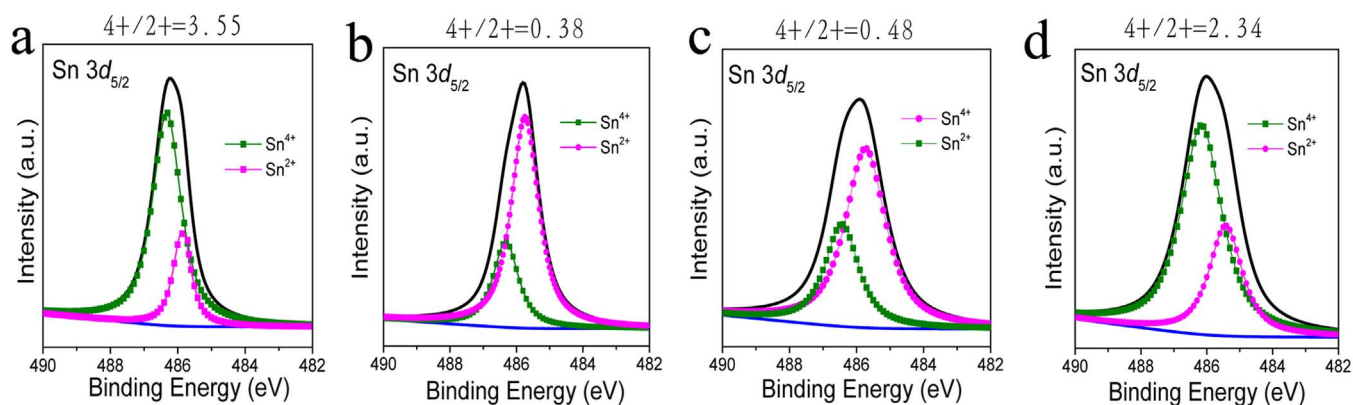 a
4+/2+=3.55
Sn 3d5/2
Sn4+
Sn2+
Intensity (a.u.)
490 488 486 484 482
Binding Energy (eV)
b
4+/2+=0.38
Sn 3d5/2
Sn4+
Sn2+
Intensity (a.u.)
490 488 486 484 482
Binding Energy (eV)
c
4+/2+=0.48
Sn 3d5/2
Sn4+
Sn2+
Intensity (a.u.)
490 488 486 484 482
Binding Energy (eV)
d
4+/2+=2.34
Sn 3d5/2
Sn4+
Sn2+
Intensity (a.u.)
490 488 486 484 482
Binding Energy (eV)